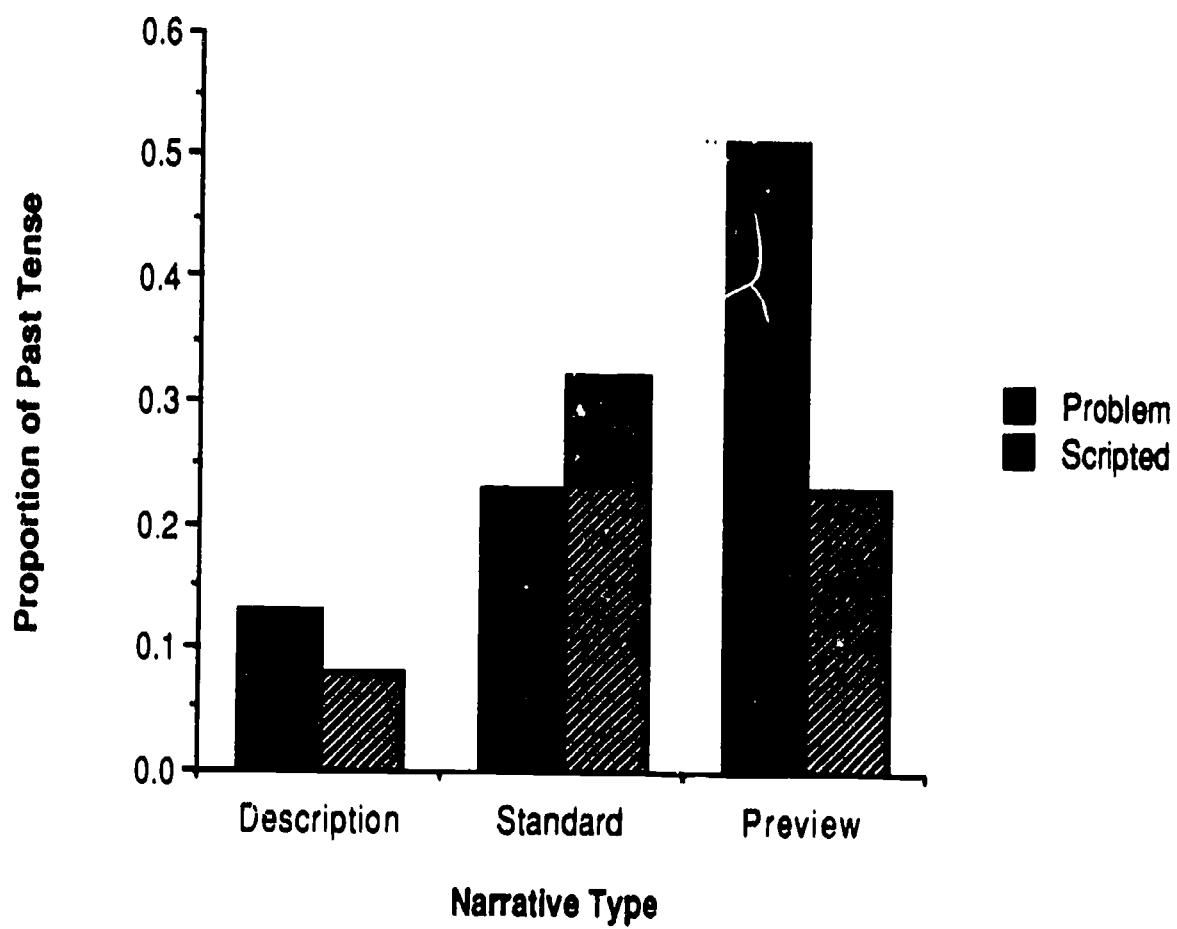 0.6
0.5
0.4
0.3
0.2
0.1
0.0
Proportion of Past Tense
Description Standard Preview
Narrative Type
Problem
Scripted